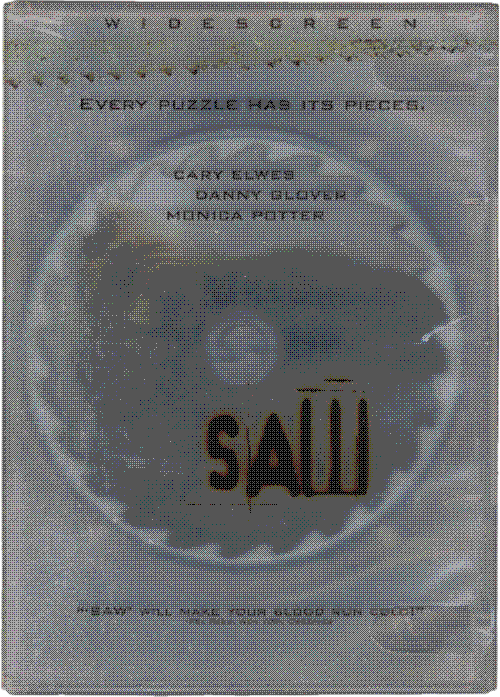 WIDESCREEN
EVERY PUZZLE HAS ITS PIECES.
CARY ELWES
DANNY GLOVER
MONICA POTTER
SAW
"'SAW' WILL MAKE YOUR BLOOD RUN COLD!"